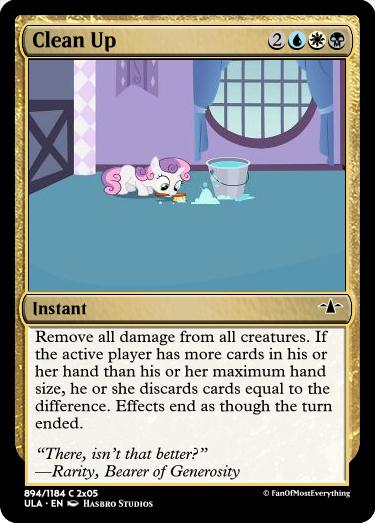 Clean Up
2
Instant
Remove all damage from all creatures. If
the active player has more cards in his or
her hand than his or her maximum hand
size, he or she discards cards equal to the
difference. Effects end as though the turn
ended.
“There, isn't that better?”
—Rarity, Bearer of Generosity
894/1184 C 2x05
ULA • EN Hasbro Studios
© FanOfMostEverything